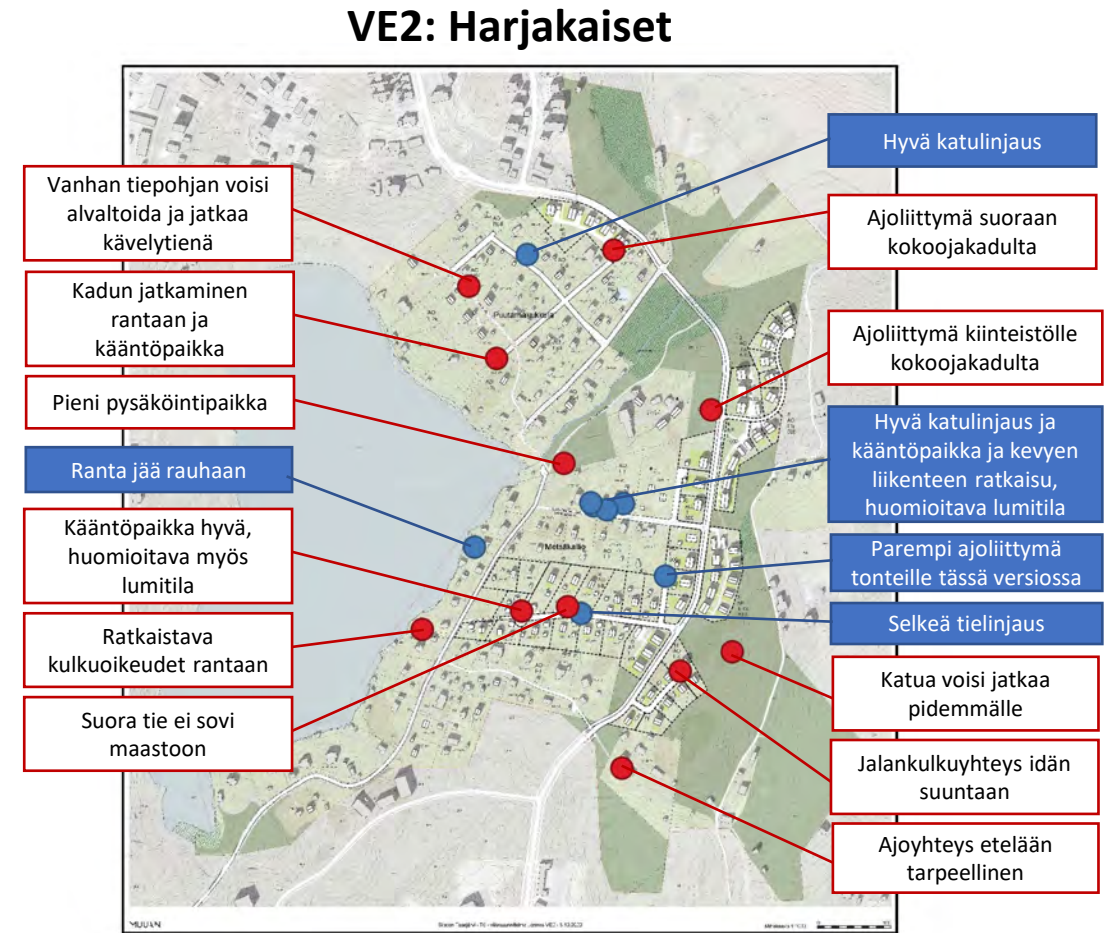 VE2: Harjakaiset
Vanhan tiepohjan voisi
alvaltoida ja jatkaa
kävelytienä
Kadun jatkaminen
rantaan ja
kääntöpaikka
Pieni pysäköintipaikka
Ranta jää rauhaan
Kääntöpaikka hyvä,
huomioitava myös
lumitila
Ratkaistava
kulkuoikeudet rantaan
Suora tie ei sovi
maastoon
Hyvä katulinjaus
Ajoliittymä suoraan
kokoojakadulta
Ajoliittymä kiinteistölle
kokoojakadulta
Hyvä katulinjaus ja
kääntöpaikka ja kevyen
liikenteen ratkaisu,
huomioitava lumitila
Parempi ajoliittymä
tonteille tässä versiossa
Selkeä tielinjaus
Katua voisi jatkaa
pidemmälle
Jalankulkuyhteys idän
suuntaan
Ajoyhteys etelään
tarpeellinen
Metsäkallio
MUUAN